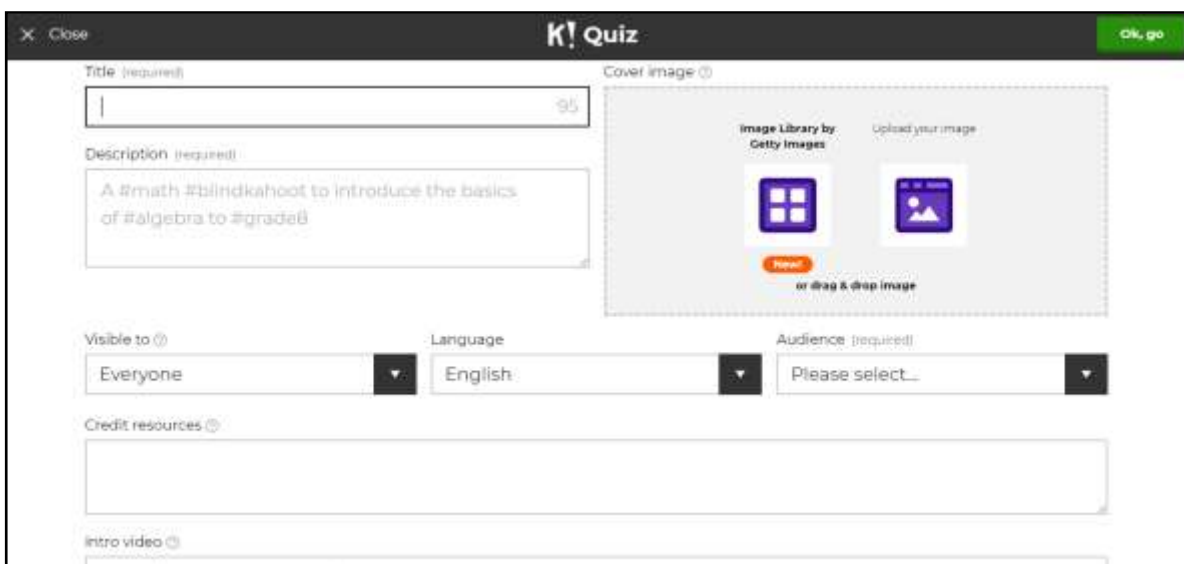 × Close
K! Quiz
Ok, go
Title (required)
95
Description (required)
A #math #blindkahoot to introduce the basics
of #algebra to #grade8
Cover image ?
Image Library by
Getty Images
Upload your image
New!
or drag & drop image
Visible to ?
Everyone
Language
English
Audience (required)
Please select...
Credit resources ?
Intro video ?